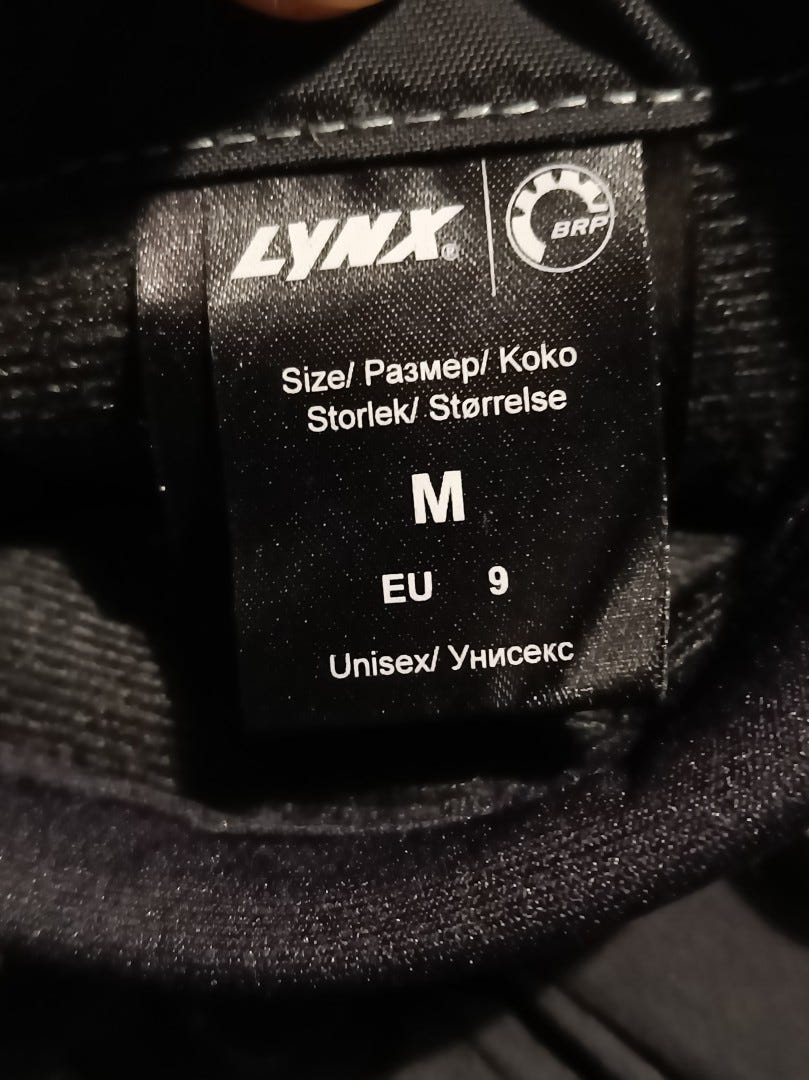 LYNX®
BRP
Size/ Размер/ Koko
Storlek/ Størrelse
M
EU 9
Unisex/ Унисекс